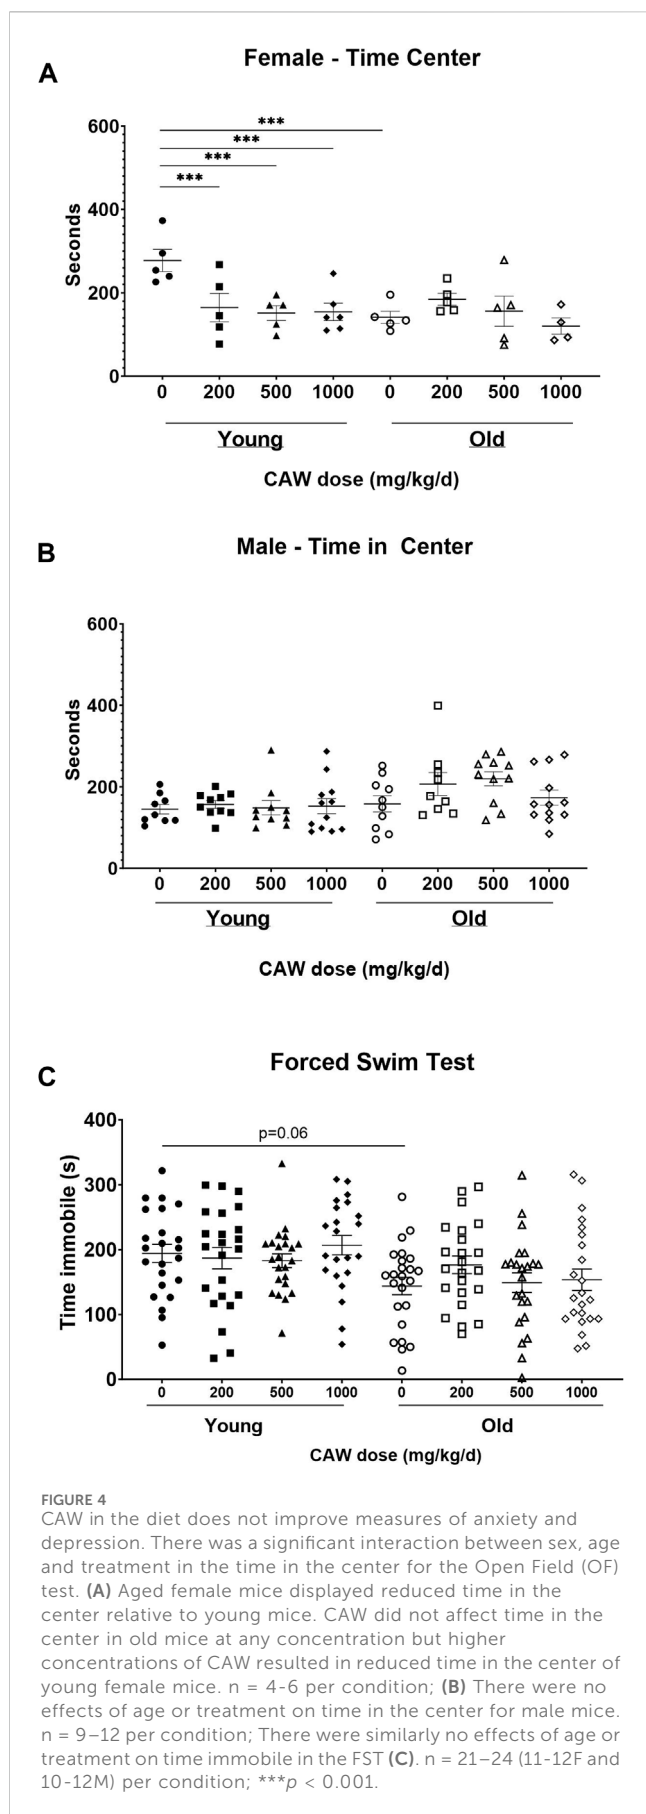 A
Female - Time Center
***
***
***
***
600
400
200
0
Seconds
0 200 500 1000 0 200 500 1000
Young Old
CAW dose (mg/kg/d)
B
Male - Time in Center
600
400
200
0
Seconds
0 200 500 1000 0 200 500 1000
Young Old
CAW dose (mg/kg/d)
C
Forced Swim Test
p=0.06
400
300
200
100
0
Time immobile (s)
0 200 500 1000 0 200 500 1000
Young Old
CAW dose (mg/kg/d)
FIGURE 4
CAW in the diet does not improve measures of anxiety and
depression. There was a significant interaction between sex, age
and treatment in the time in the center for the Open Field (OF)
test. (A) Aged female mice displayed reduced time in the
center relative to young mice. CAW did not affect time in the
center in old mice at any concentration but higher
concentrations of CAW resulted in reduced time in the center of
young female mice. n = 4-6 per condition; (B) There were no
effects of age or treatment on time in the center for male mice.
n = 9–12 per condition; There were similarly no effects of age or
treatment on time immobile in the FST (C). n = 21–24 (11-12F and
10-12M) per condition; ***p < 0.001.